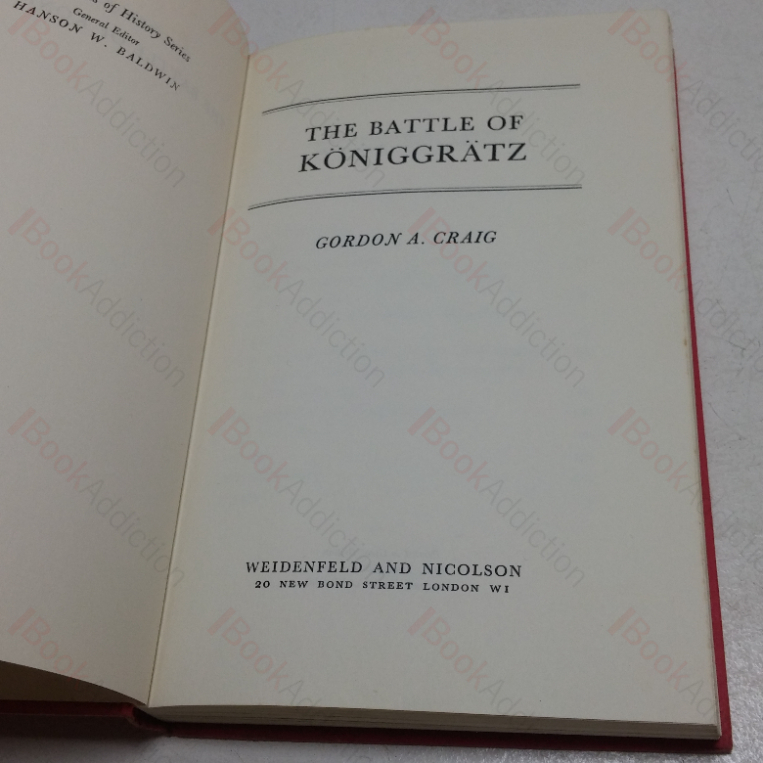 of History Series
General Editor
HANSON W. BALDWIN
THE BATTLE OF
KÖNIGGRÄTZ
GORDON A. CRAIG
WEIDENFELD AND NICOLSON
20 NEW BOND STREET LONDON W1
BookAddiction